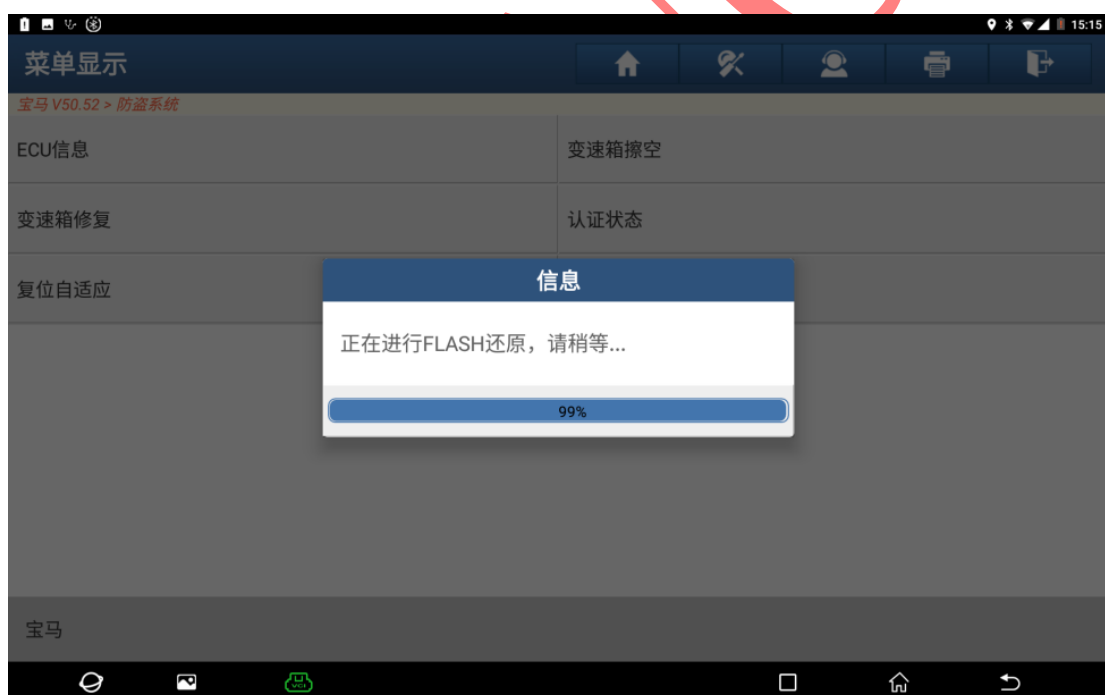 15:15
菜单显示
宝马 V50.52 > 防盗系统
ECU信息
变速箱擦空
变速箱修复
认证状态
复位自适应
信息
正在进行FLASH还原，请稍等...
99%
宝马
VCI